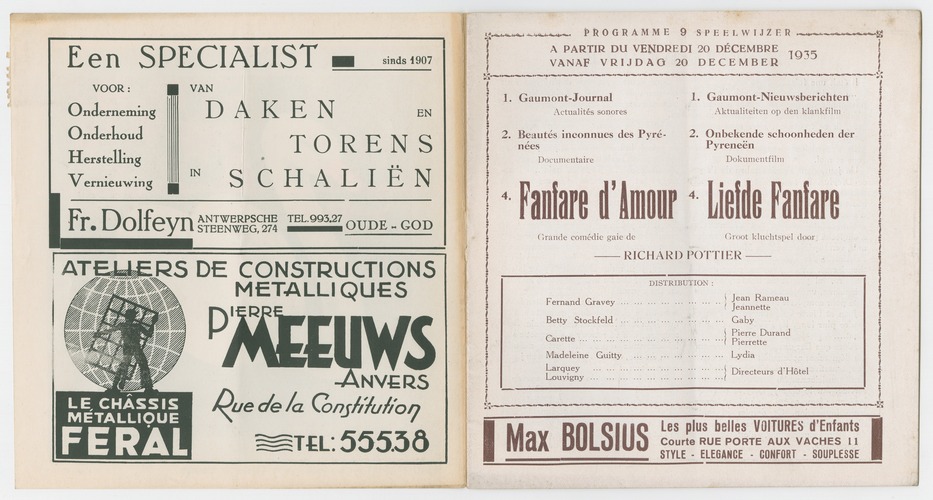 Een SPECIALIST sinds 1907
VOOR : VAN
Onderneming DAKEN EN
Onderhoud TORENS
Herstelling
Vernieuwing IN SCHALIËN
Fr. Dolfeyn ANTWERPSCHE STEENWEG, 274 TEL. 993,27 OUDE - GOD
ATELIERS DE CONSTRUCTIONS
METALLIQUES
PIERRE
MEEUWS
ANVERS
Rue de la Constitution
TEL: 555.38
LE CHÂSSIS
MÉTALLIQUE
FERAL
PROGRAMME 9 SPEELWIJZER
A PARTIR DU VENDREDI 20 DÉCEMBRE 1935
VANAF VRIJDAG 20 DECEMBER
1. Gaumont-Journal
Actualités sonores
2. Beautés inconnues des Pyré-
nées
Documentaire
4. Fanfare d'Amour
Grande comédie gaie de
1. Gaumont-Nieuwsberichten
Aktualiteiten op den klankfilm
2. Onbekende schoonheden der
Pyreneën
Dokumentfilm
4. Liefde Fanfare
Groot kluchtspel door
RICHARD POTTIER
DISTRIBUTION :
Fernand Gravey ... Jean Rameau
Jeannette
Betty Stockfeld ... Gaby
Carette ... Pierre Durand
Pierrette
Madeleine Guitty ... Lydia
Larquey ... Directeurs d'Hôtel
Louvigny ...
Max BOLSIUS
Les plus belles VOITURES d'Enfants
Courte RUE PORTE AUX VACHES 11
STYLE - ELEGANCE - CONFORT - SOUPLESSE